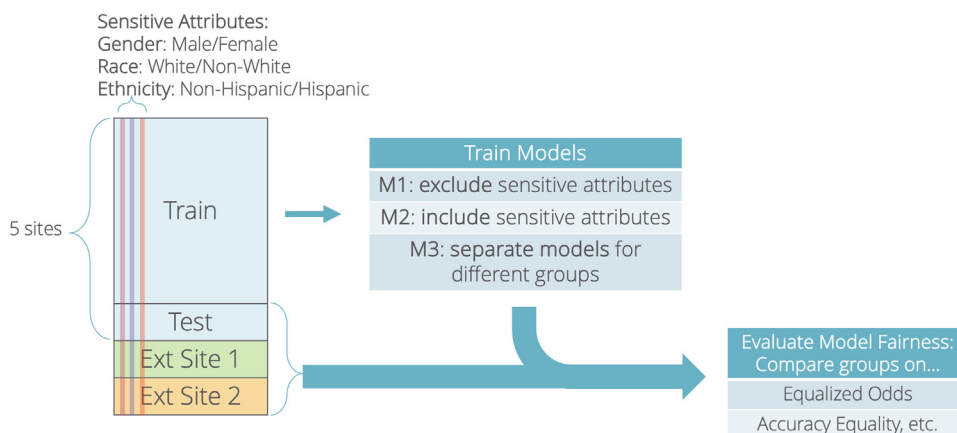 Sensitive Attributes:
Gender: Male/Female
Race: White/Non-White
Ethnicity: Non-Hispanic/Hispanic
5 sites
Train
Test
Ext Site 1
Ext Site 2
Train Models
M1: exclude sensitive attributes
M2: include sensitive attributes
M3: separate models for
different groups
Evaluate Model Fairness:
Compare groups on...
Equalized Odds
Accuracy Equality, etc.